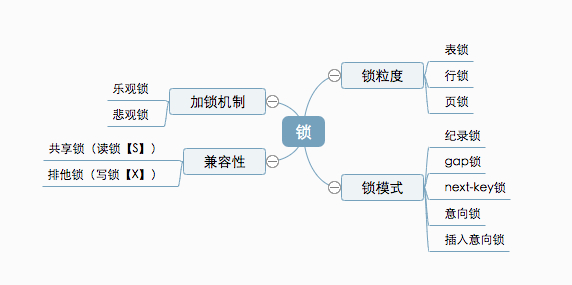 锁
加锁机制
乐观锁
悲观锁
兼容性
共享锁（读锁【S】）
排他锁（写锁【X】）
锁粒度
表锁
行锁
页锁
锁模式
纪录锁
gap锁
next-key锁
意向锁
插入意向锁